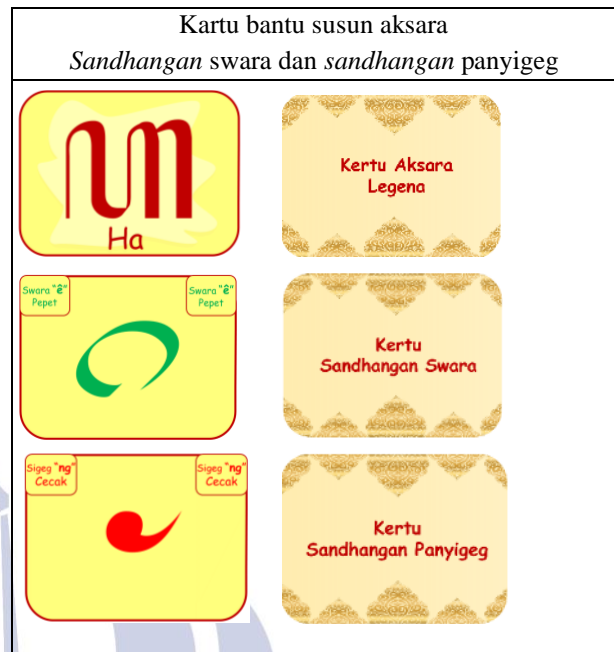 Kartu bantu susun aksara
Sandhangan swara dan sandhangan panyigeg
ꦲ
Ha
Kertu Aksara
Legena
Swara "ê"
Pepet
Swara "ê"
Pepet
ꦼ
Kertu
Sandhangan Swara
Sigeg "ng"
Cecak
Sigeg "ng"
Cecak
ꦁ
Kertu
Sandhangan Panyigeg